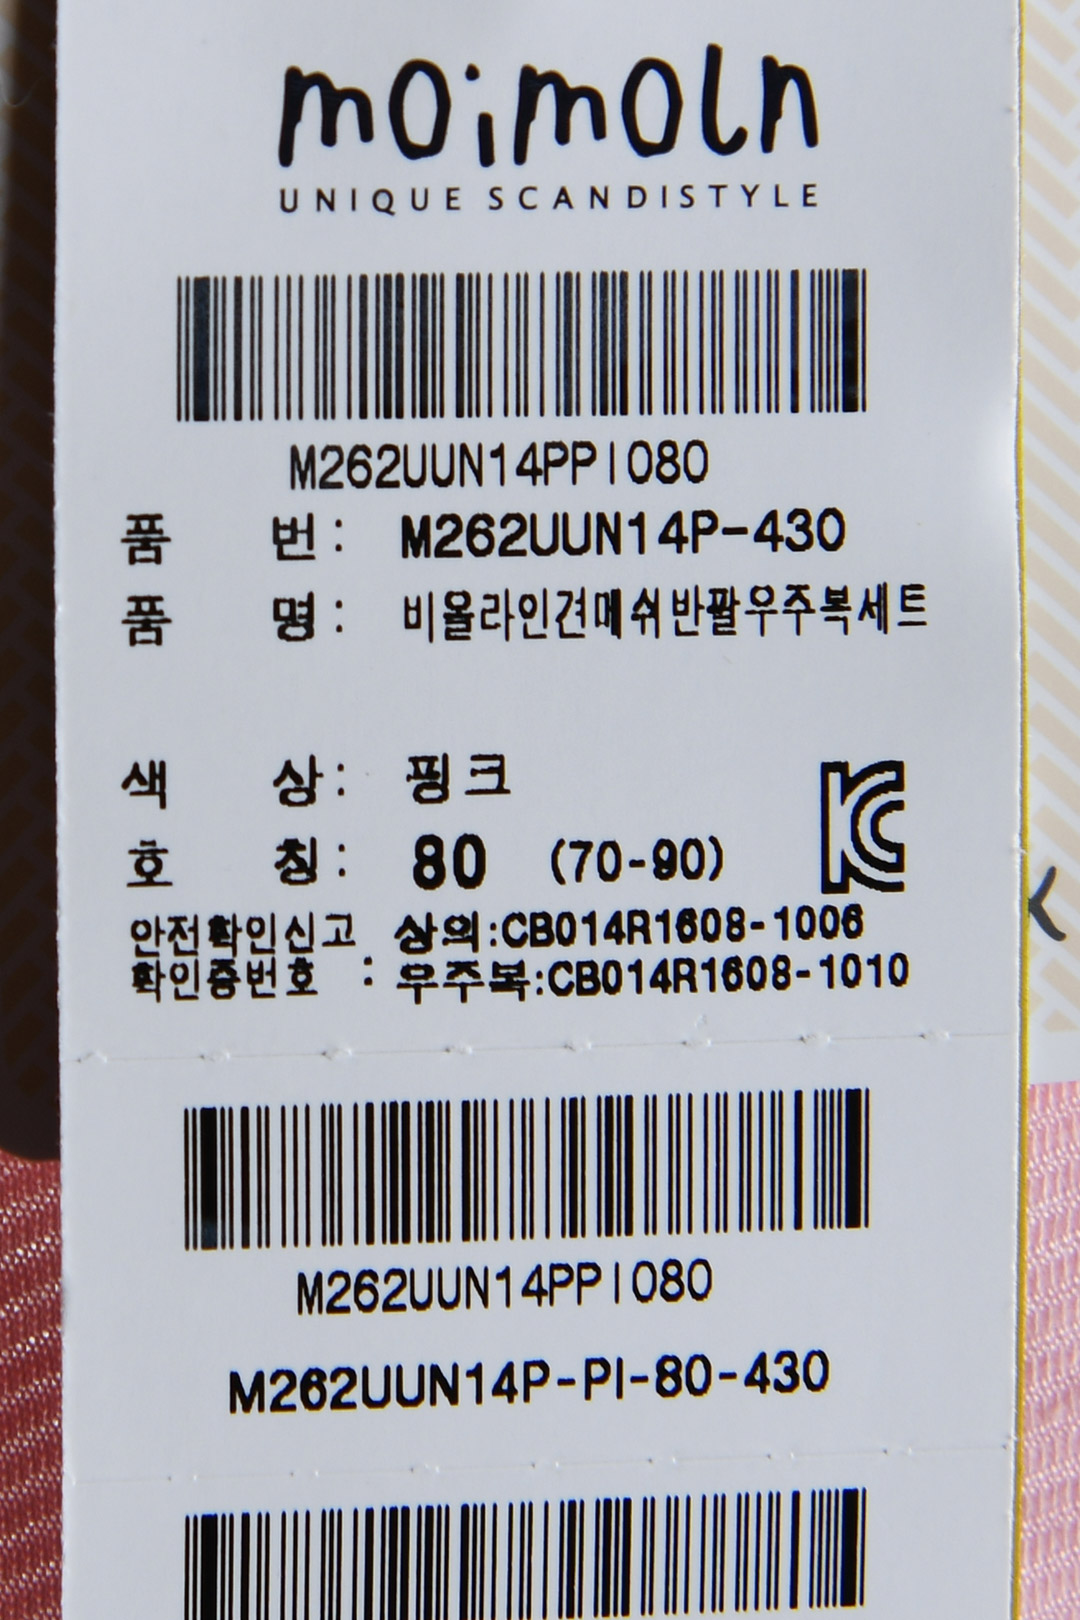 moimoln
UNIQUE SCANDISTYLE
M262UUN14PPI080
품 번 : M262UUN14P-430
품 명 : 비올라인견메쉬반팔우주복세트
색 상 : 핑크
호 칭 : 80 (70-90)
안전확인신고 상의:CB014R1608-1006
확인증번호 : 우주복:CB014R1608-1010
M262UUN14PPI080
M262UUN14P-PI-80-430